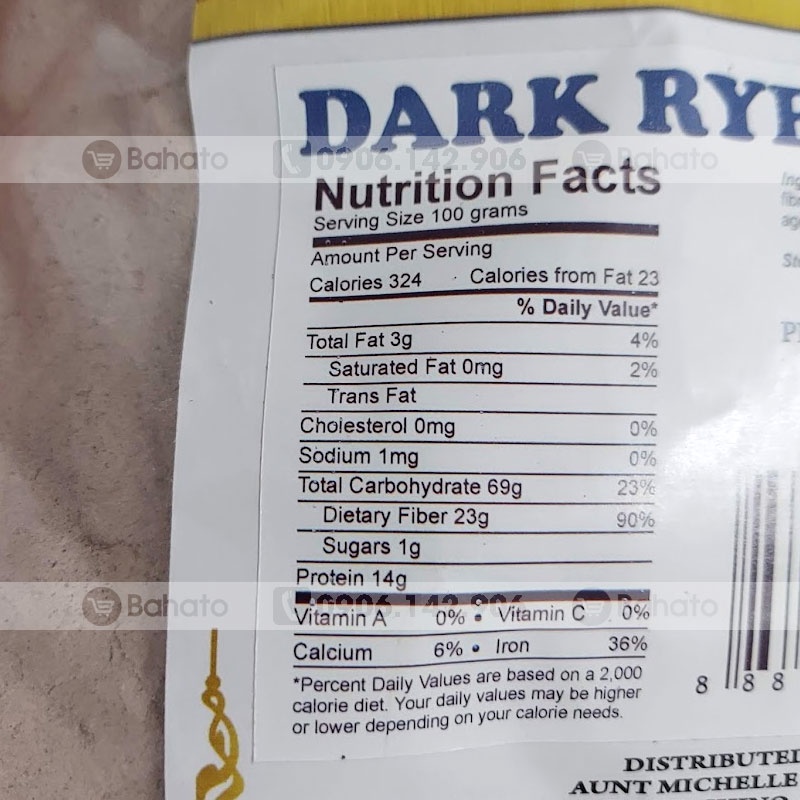 DARK RYE
Bahato 0906.142.906 Bahato
Nutrition Facts
Serving Size 100 grams
Amount Per Serving
Calories 324 Calories from Fat 23
% Daily Value*
Total Fat 3g 4%
Saturated Fat 0mg 2%
Trans Fat
Cholesterol 0mg 0%
Sodium 1mg 0%
Total Carbohydrate 69g 23%
Dietary Fiber 23g 90%
Sugars 1g
Protein 14g
Bahato 0906.142.906 Bahato
Vitamin A 0% • Vitamin C 0%
Calcium 6% • Iron 36%
*Percent Daily Values are based on a 2,000
calorie diet. Your daily values may be higher
or lower depending on your calorie needs.
8 8 8
DISTRIBUTED
AUNT MICHELLE